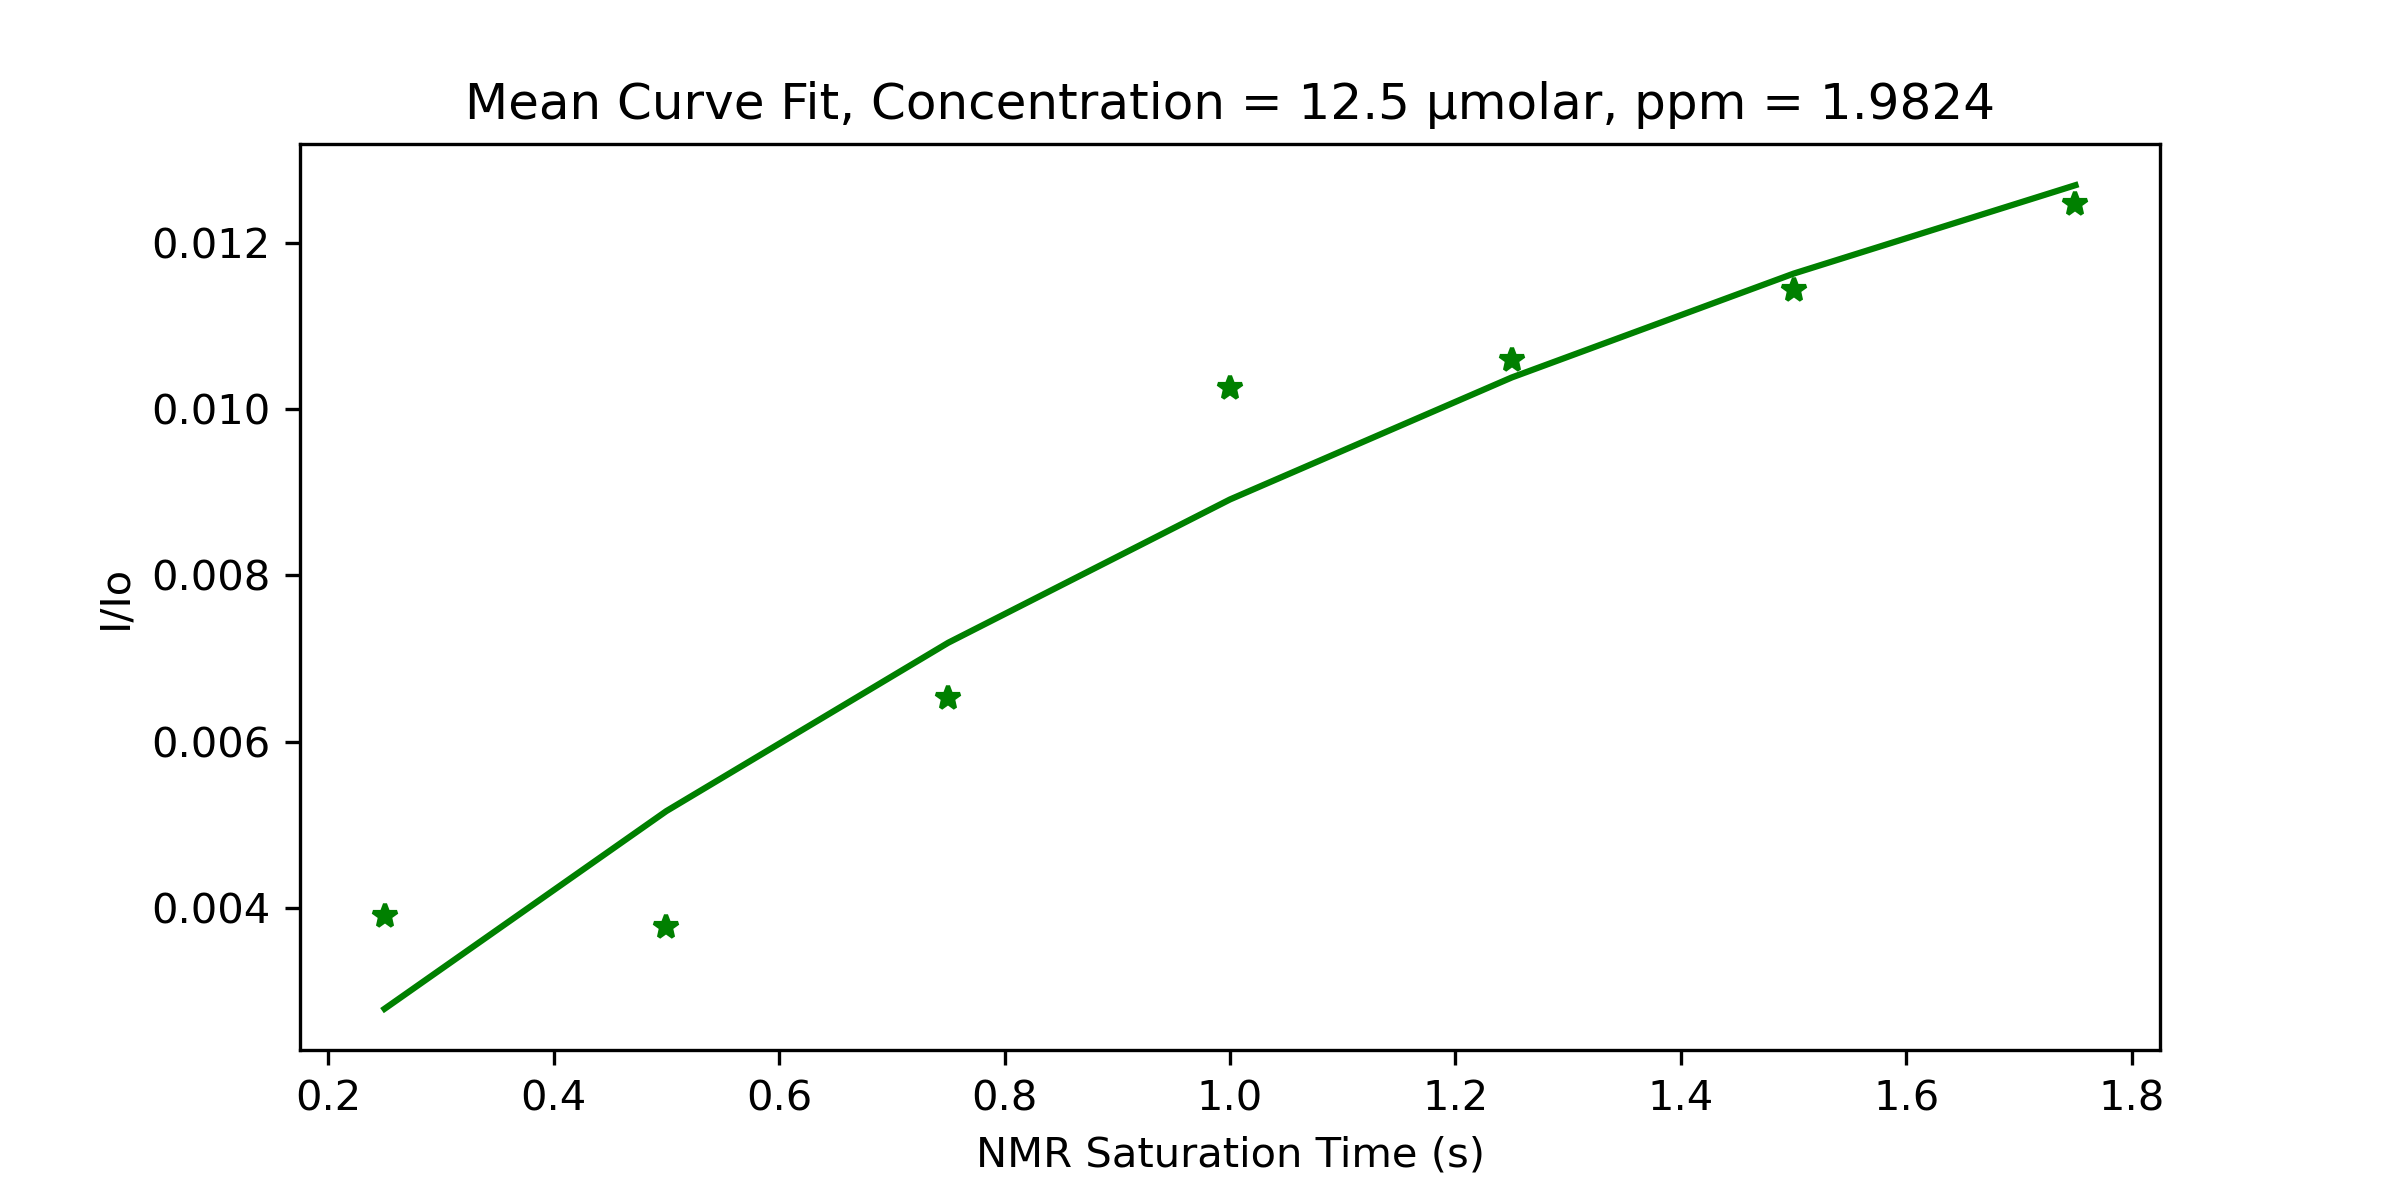 Mean Curve Fit, Concentration = 12.5 μmolar, ppm = 1.9824
0.012
0.010
0.008
0.006
0.004
I/Io
0.2 0.4 0.6 0.8 1.0 1.2 1.4 1.6 1.8
NMR Saturation Time (s)